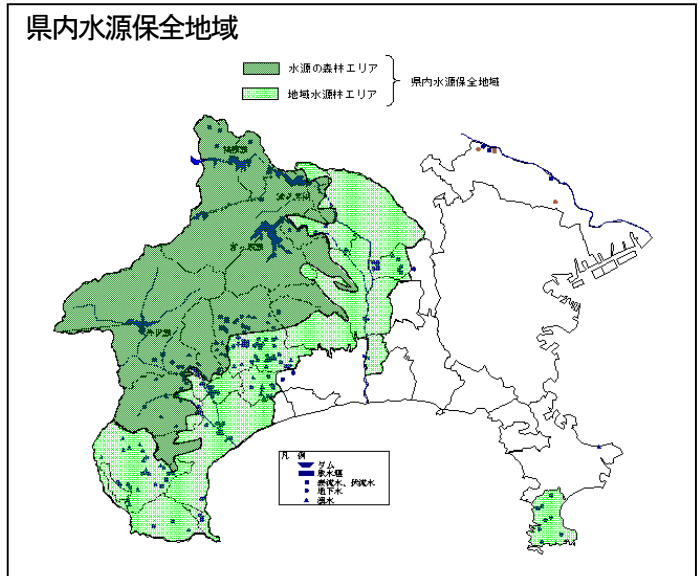 県内水源保全地域
水源の森林エリア
地域水源林エリア
県内水源保全地域
凡 例
ダム
取水堰
表流水、伏流水
地下水
湧水